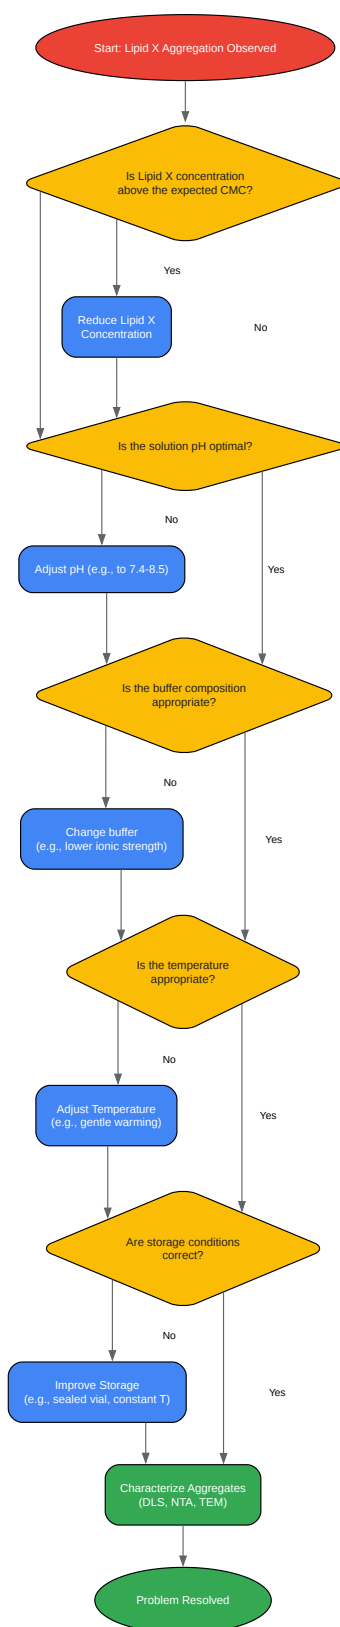 Start: Lipid X Aggregation Observed
Is Lipid X concentration
above the expected CMC?
Yes
Reduce Lipid X
Concentration
No
Is the solution pH optimal?
No
Adjust pH (e.g., to 7.4-8.5)
Yes
Is the buffer composition
appropriate?
No
Change buffer
(e.g., lower ionic strength)
Yes
Is the temperature
appropriate?
No
Adjust Temperature
(e.g., gentle warming)
Yes
Are storage conditions
correct?
No
Improve Storage
(e.g., sealed vial, constant T)
Yes
Characterize Aggregates
(DLS, NTA, TEM)
Problem Resolved